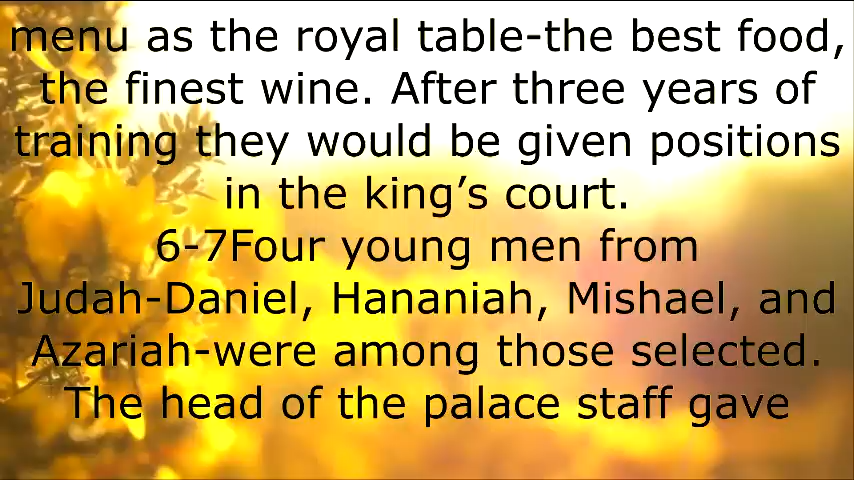 menu as the royal table-the best food,
the finest wine. After three years of
training they would be given positions
in the king’s court.
6-7Four young men from
Judah-Daniel, Hananiah, Mishael, and
Azariah-were among those selected.
The head of the palace staff gave